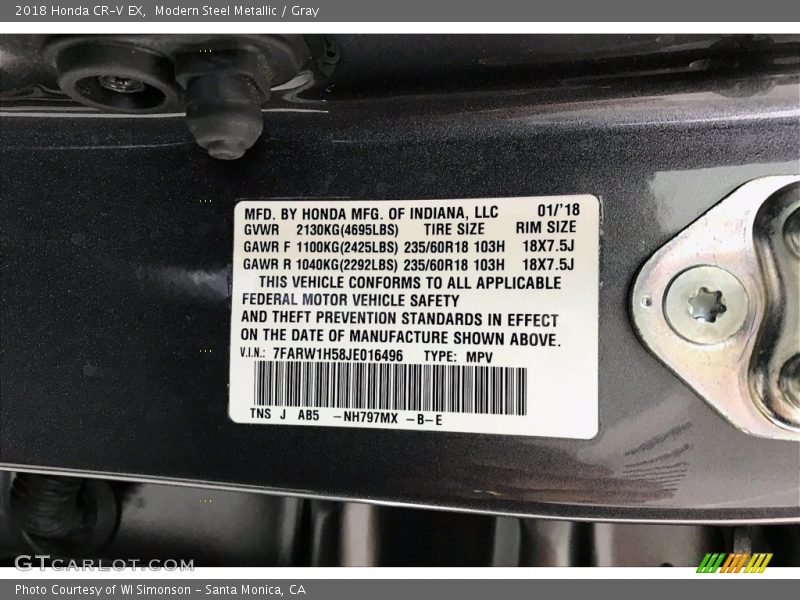 2018 Honda CR-V EX, Modern Steel Metallic / Gray
MFD. BY HONDA MFG. OF INDIANA, LLC 01/'18
GVWR 2130KG(4695LBS) TIRE SIZE RIM SIZE
GAWR F 1100KG(2425LBS) 235/60R18 103H 18X7.5J
GAWR R 1040KG(2292LBS) 235/60R18 103H 18X7.5J
THIS VEHICLE CONFORMS TO ALL APPLICABLE
FEDERAL MOTOR VEHICLE SAFETY
AND THEFT PREVENTION STANDARDS IN EFFECT
ON THE DATE OF MANUFACTURE SHOWN ABOVE.
V.I.N.: 7FARW1H58JE016496 TYPE: MPV
TNS J AB5 -NH797MX -B-E
GTCARLOT.COM
Photo Courtesy of WI Simonson - Santa Monica, CA